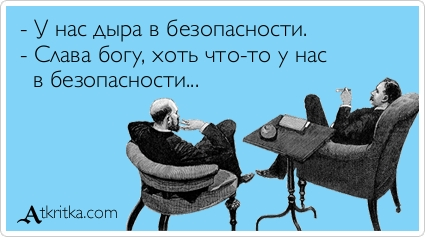 - У нас дыра в безопасности.
- Слава богу, хоть что-то у нас
в безопасности...
Atkritka.com